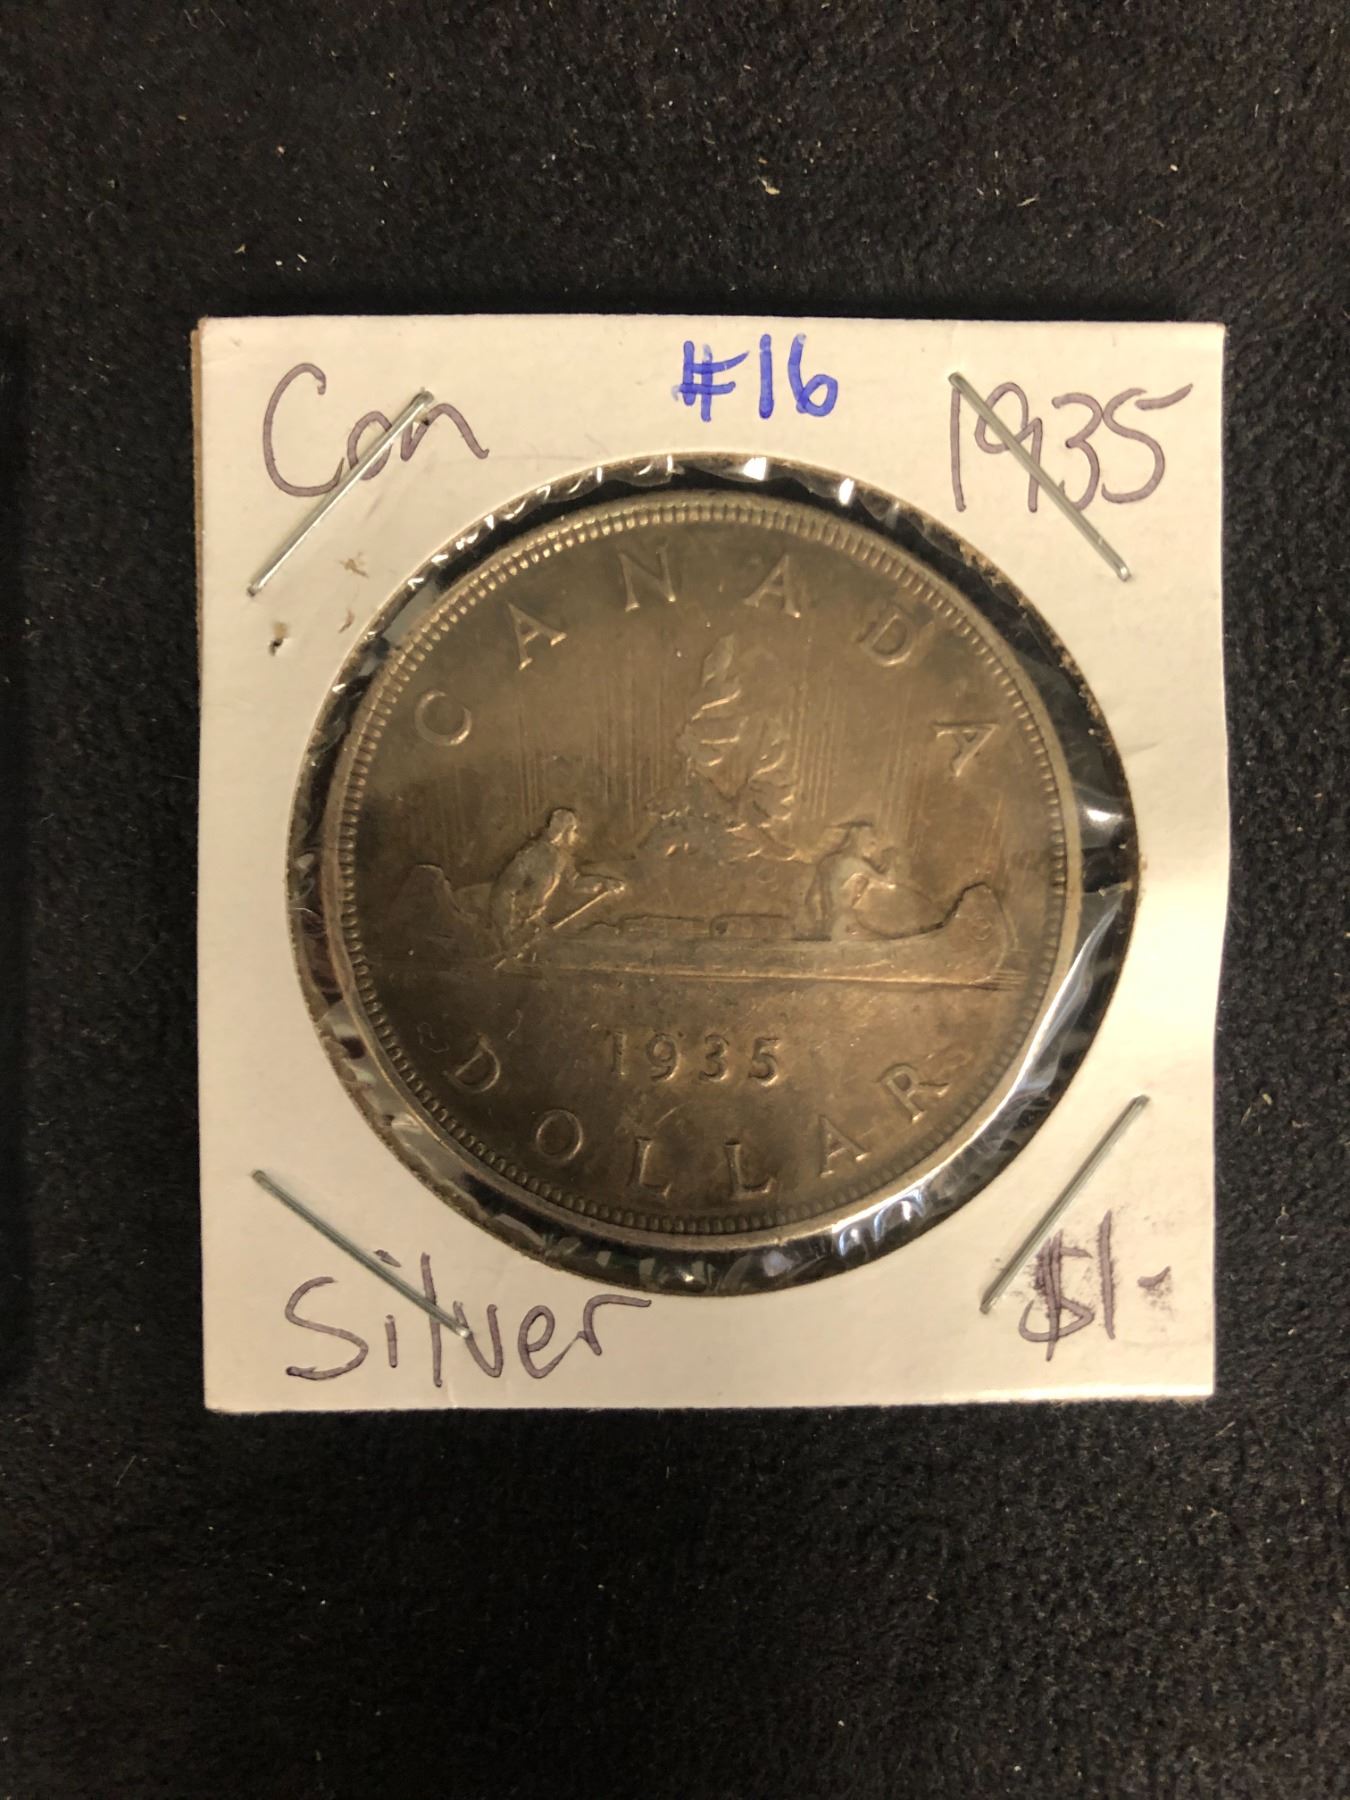 Can #16 1935
CANADA
1935
DOLLAR
Silver $1.